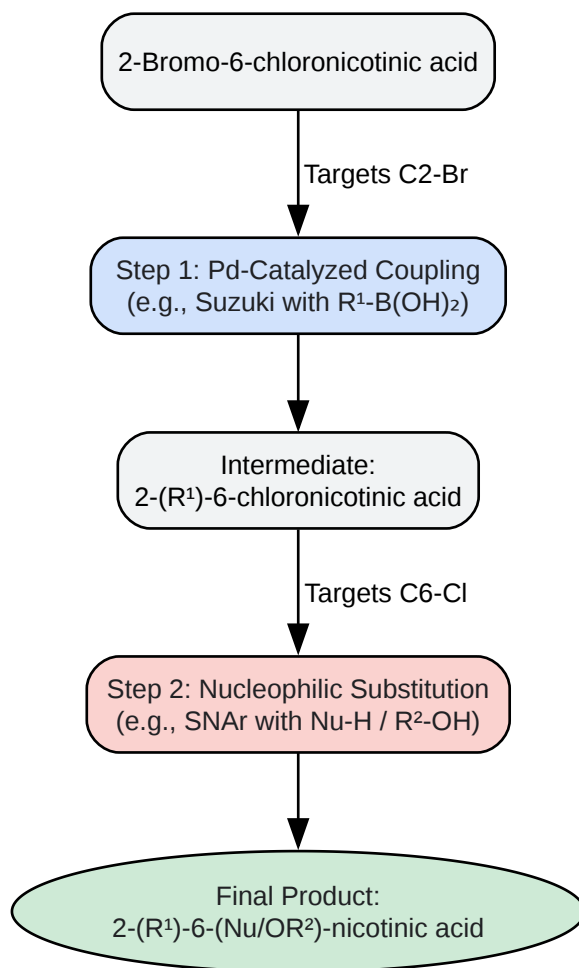 2-Bromo-6-chloronicotinic acid
Targets C2-Br
Step 1: Pd-Catalyzed Coupling
(e.g., Suzuki with R¹-B(OH)₂)
Intermediate:
2-(R¹)-6-chloronicotinic acid
Targets C6-Cl
Step 2: Nucleophilic Substitution
(e.g., SNAr with Nu-H / R²-OH)
Final Product:
2-(R¹)-6-(Nu/OR²)-nicotinic acid